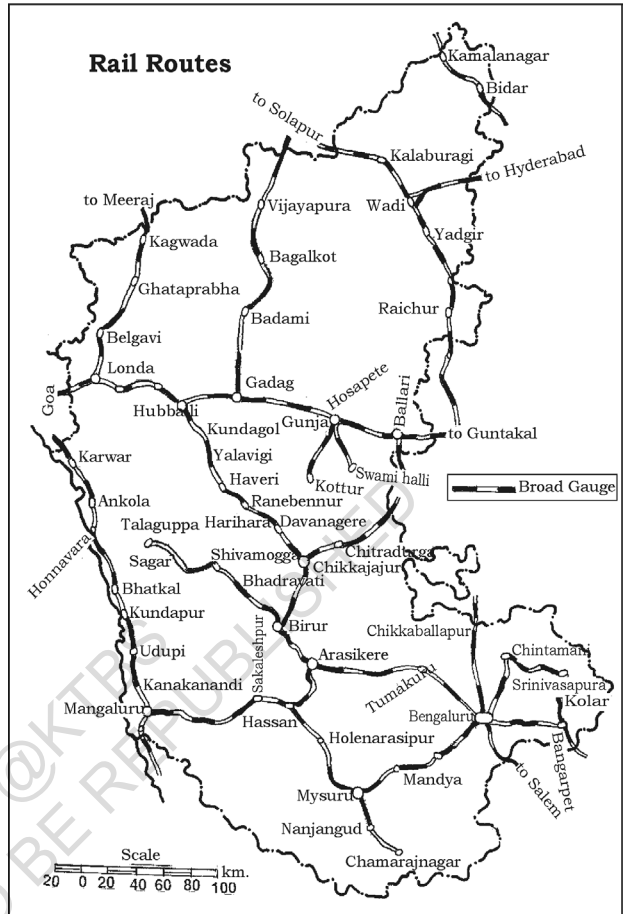 Rail Routes
Kamalanagar
Bidar
to Solapur
Kalaburagi
to Hyderabad
to Meeraj
Vijayapura
Wadi
Kagwada
Yadgir
Bagalkot
Ghataprabha
Badami
Raichur
Belgavi
Londa
Gadag
Hosapete
Goa
Hubballi
Gunja
Ballari
Kundagol
to Guntakal
Yalavigi
Karwar
Haveri
Kottur
Swami halli
Broad Gauge
Ankola
Ranebennur
Talaguppa
Harihara
Davanagere
Honnavara
Sagar
Shivamogga
Chitradurga
Chikkajajur
Bhadravati
Bhatkal
Kundapur
Birur
Chikkaballapur
Sakaleshpur
Arasikere
Chintamani
Udupi
Tumakuru
Srinivasapura
Kanakanandi
Kolar
Mangaluru
Hassan
Bengaluru
Holenarasipur
Bangarpet
Mandya
to Salem
Mysuru
Nanjangud
Chamarajnagar
Scale
20 0 20 40 60 80 100 km.
@KTBS
O BE REPUBLISHED